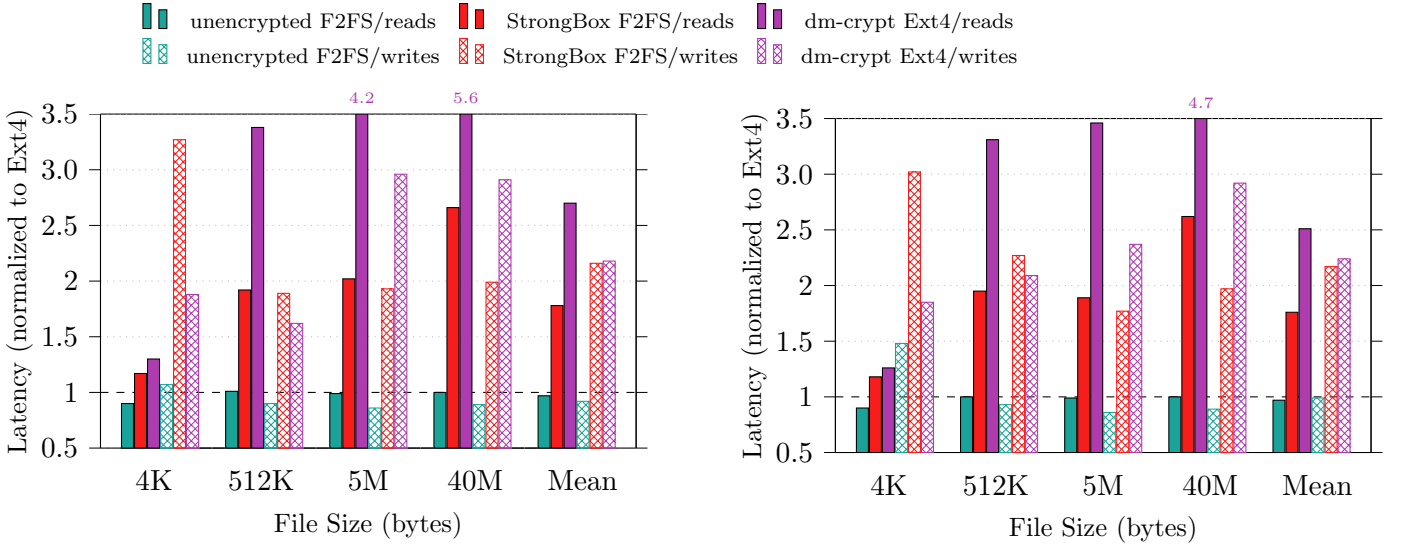 unencrypted F2FS/reads StrongBox F2FS/reads dm-crypt Ext4/reads
unencrypted F2FS/writes StrongBox F2FS/writes dm-crypt Ext4/writes
4.2 5.6
3.5
3.0
2.5
2
1.5
1
0.5
Latency (normalized to Ext4)
4K 512K 5M 40M Mean
File Size (bytes)
4.7
3.5
3.0
2.5
2
1.5
1
0.5
Latency (normalized to Ext4)
4K 512K 5M 40M Mean
File Size (bytes)